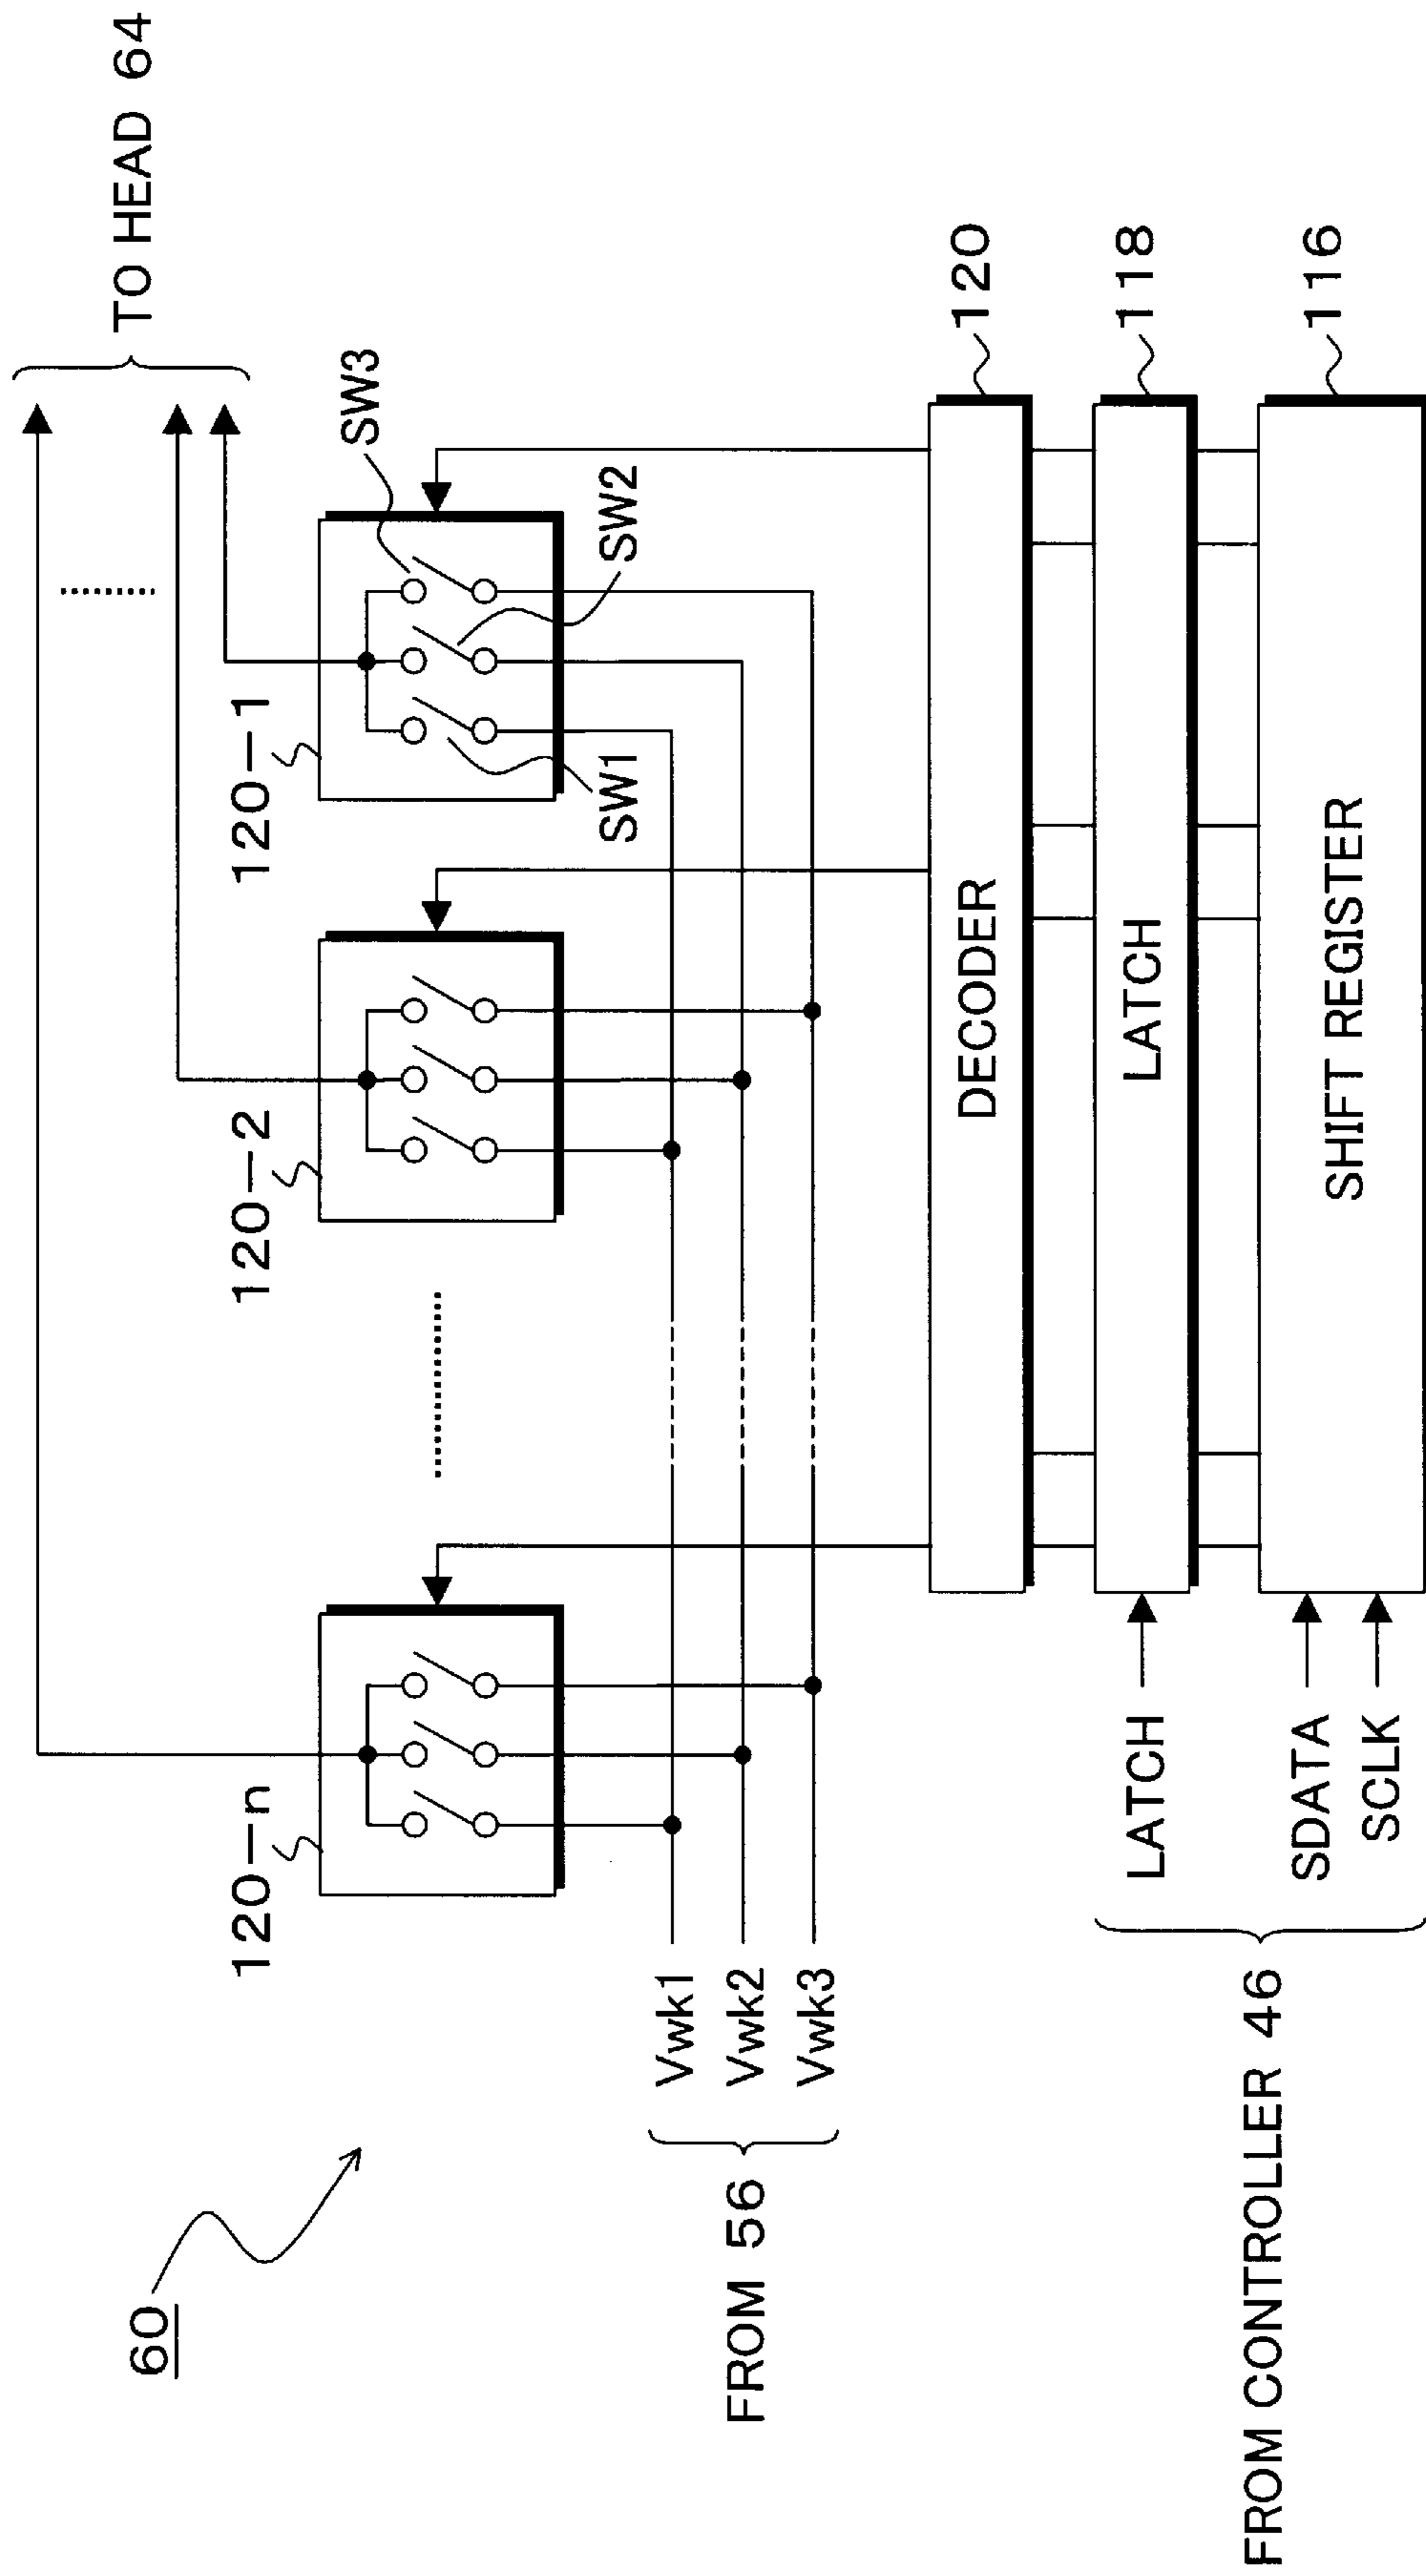 TO HEAD 64
SW3
SW2
SW1
120-1
120-2
120-n
60
Vwk1
Vwk2
Vwk3
FROM 56
DECODER
120
LATCH
118
SHIFT REGISTER
116
LATCH
SDATA
SCLK
FROM CONTROLLER 46